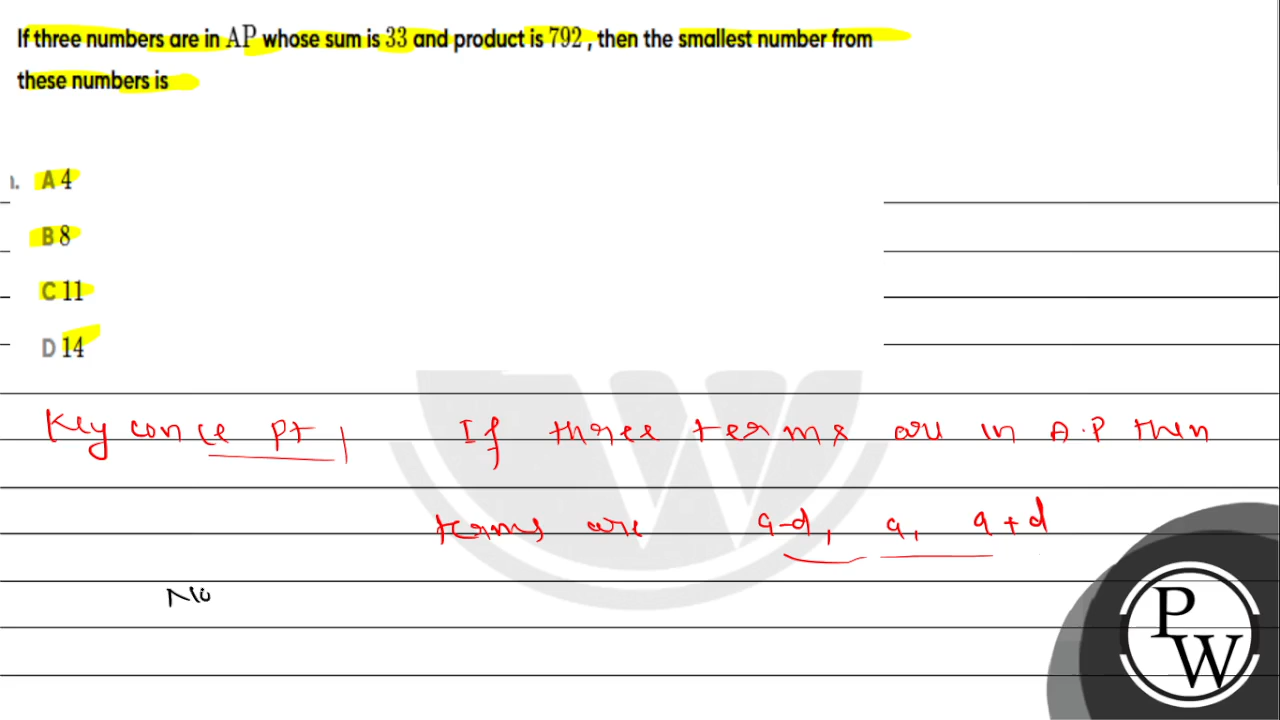 If three numbers are in AP whose sum is 33 and product is 792, then the smallest number from
these numbers is
A 4
B 8
C 11
D 14
Key concept | If three terms are in A.P then
terms are a-d, a, a+d
No
P
W